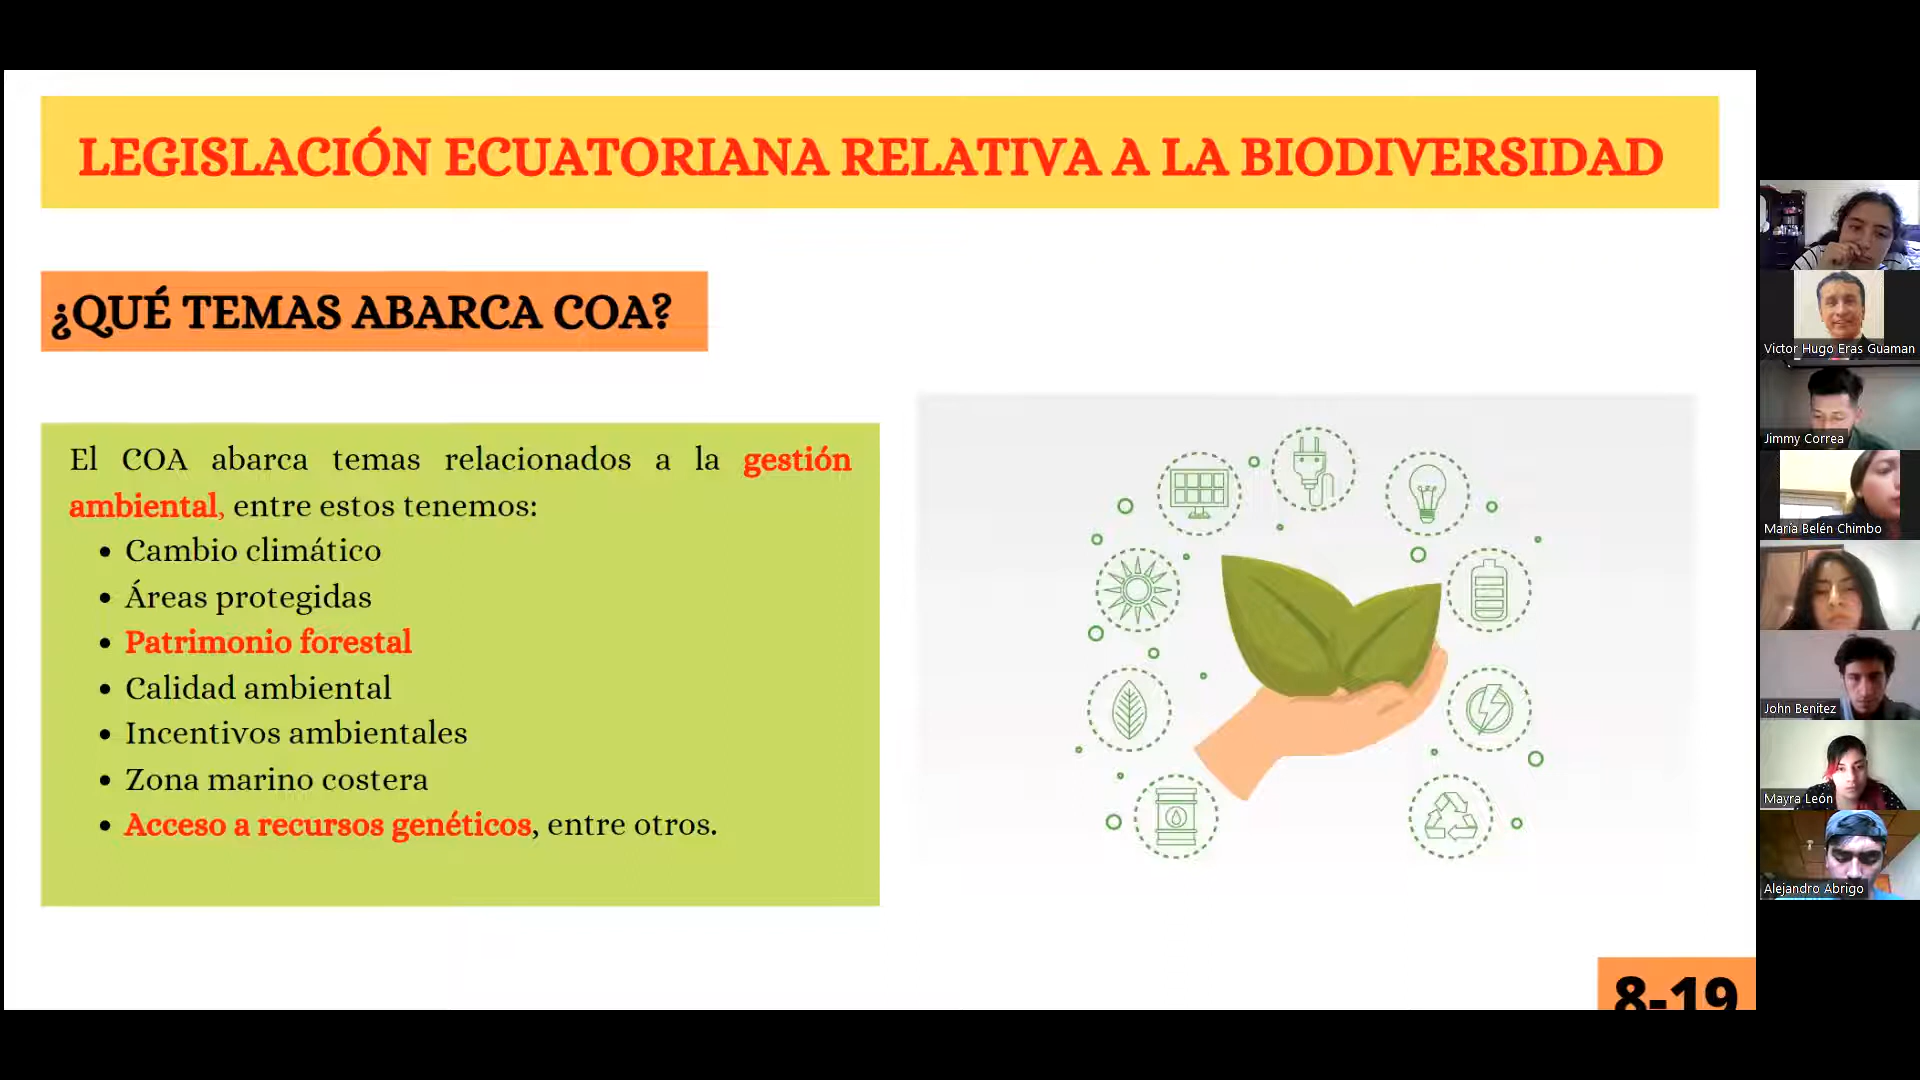 LEGISLACIÓN ECUATORIANA RELATIVA A LA BIODIVERSIDAD
¿QUÉ TEMAS ABARCA COA?
El COA abarca temas relacionados a la gestión
ambiental, entre estos tenemos:
• Cambio climático
• Áreas protegidas
• Patrimonio forestal
• Calidad ambiental
• Incentivos ambientales
• Zona marino costera
• Acceso a recursos genéticos, entre otros.
8-19
Victor Hugo Eras Guaman
Jimmy Correa
María Belén Chimbo
John Benitez
Mayra León
Alejandro Abrigo